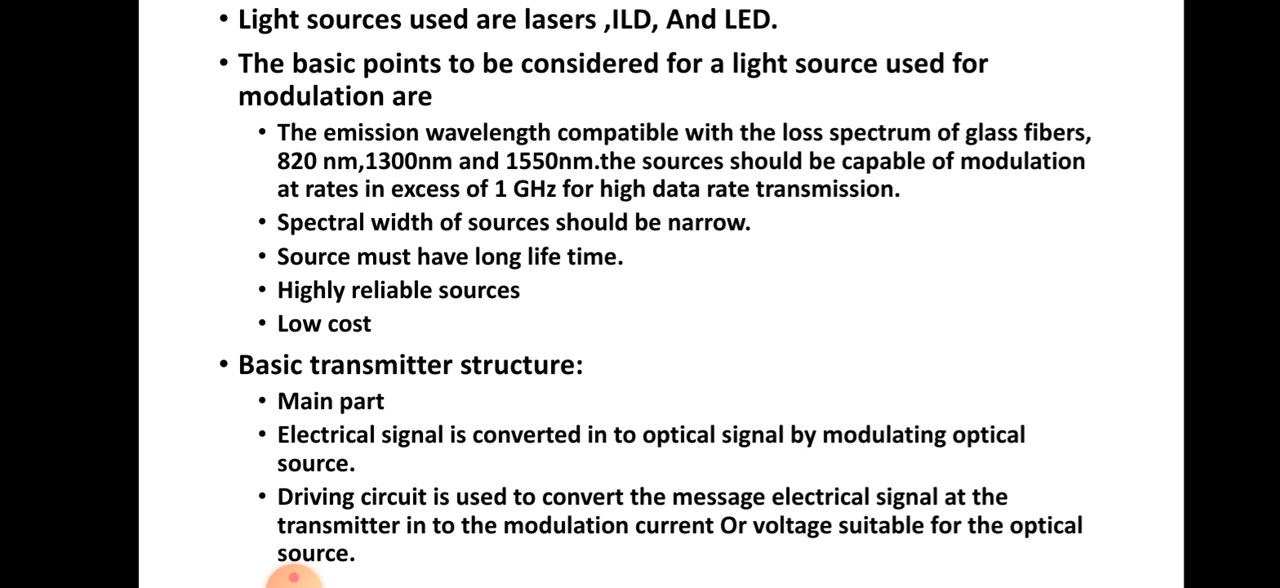 • Light sources used are lasers ,ILD, And LED.
• The basic points to be considered for a light source used for
modulation are
• The emission wavelength compatible with the loss spectrum of glass fibers,
820 nm,1300nm and 1550nm.the sources should be capable of modulation
at rates in excess of 1 GHz for high data rate transmission.
• Spectral width of sources should be narrow.
• Source must have long life time.
• Highly reliable sources
• Low cost
• Basic transmitter structure:
• Main part
• Electrical signal is converted in to optical signal by modulating optical
source.
• Driving circuit is used to convert the message electrical signal at the
transmitter in to the modulation current Or voltage suitable for the optical
source.